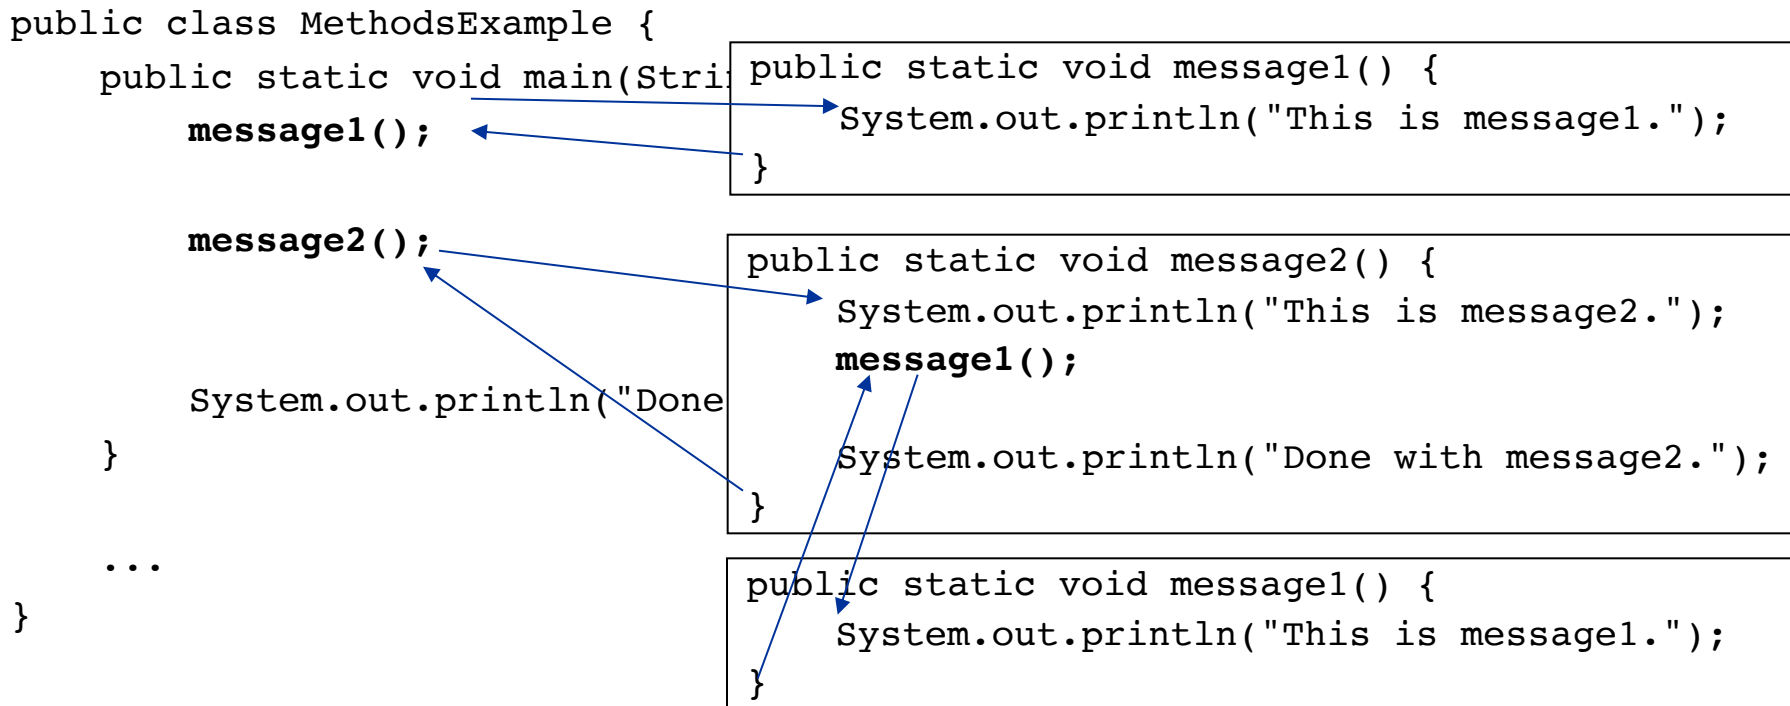 public class MethodsExample {
public static void main(Stri
message1();
message2();
System.out.println("Done
}
...
}
public static void message1() {
System.out.println("This is message1.");
}
public static void message2() {
System.out.println("This is message2.");
message1();
System.out.println("Done with message2.");
}
public static void message1() {
System.out.println("This is message1.");
}